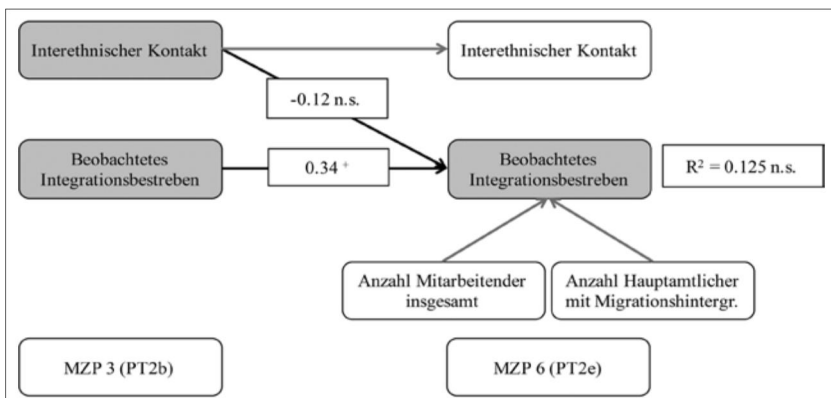 Interethnischer Kontakt
Interethnischer Kontakt
-0.12 n.s.
Beobachtetes
Integrationsbestreben
0.34 +
Beobachtetes
Integrationsbestreben
R² = 0.125 n.s.
Anzahl Mitarbeitender
insgesamt
Anzahl Hauptamtlicher
mit Migrationshintergr.
MZP 3 (PT2b)
MZP 6 (PT2e)